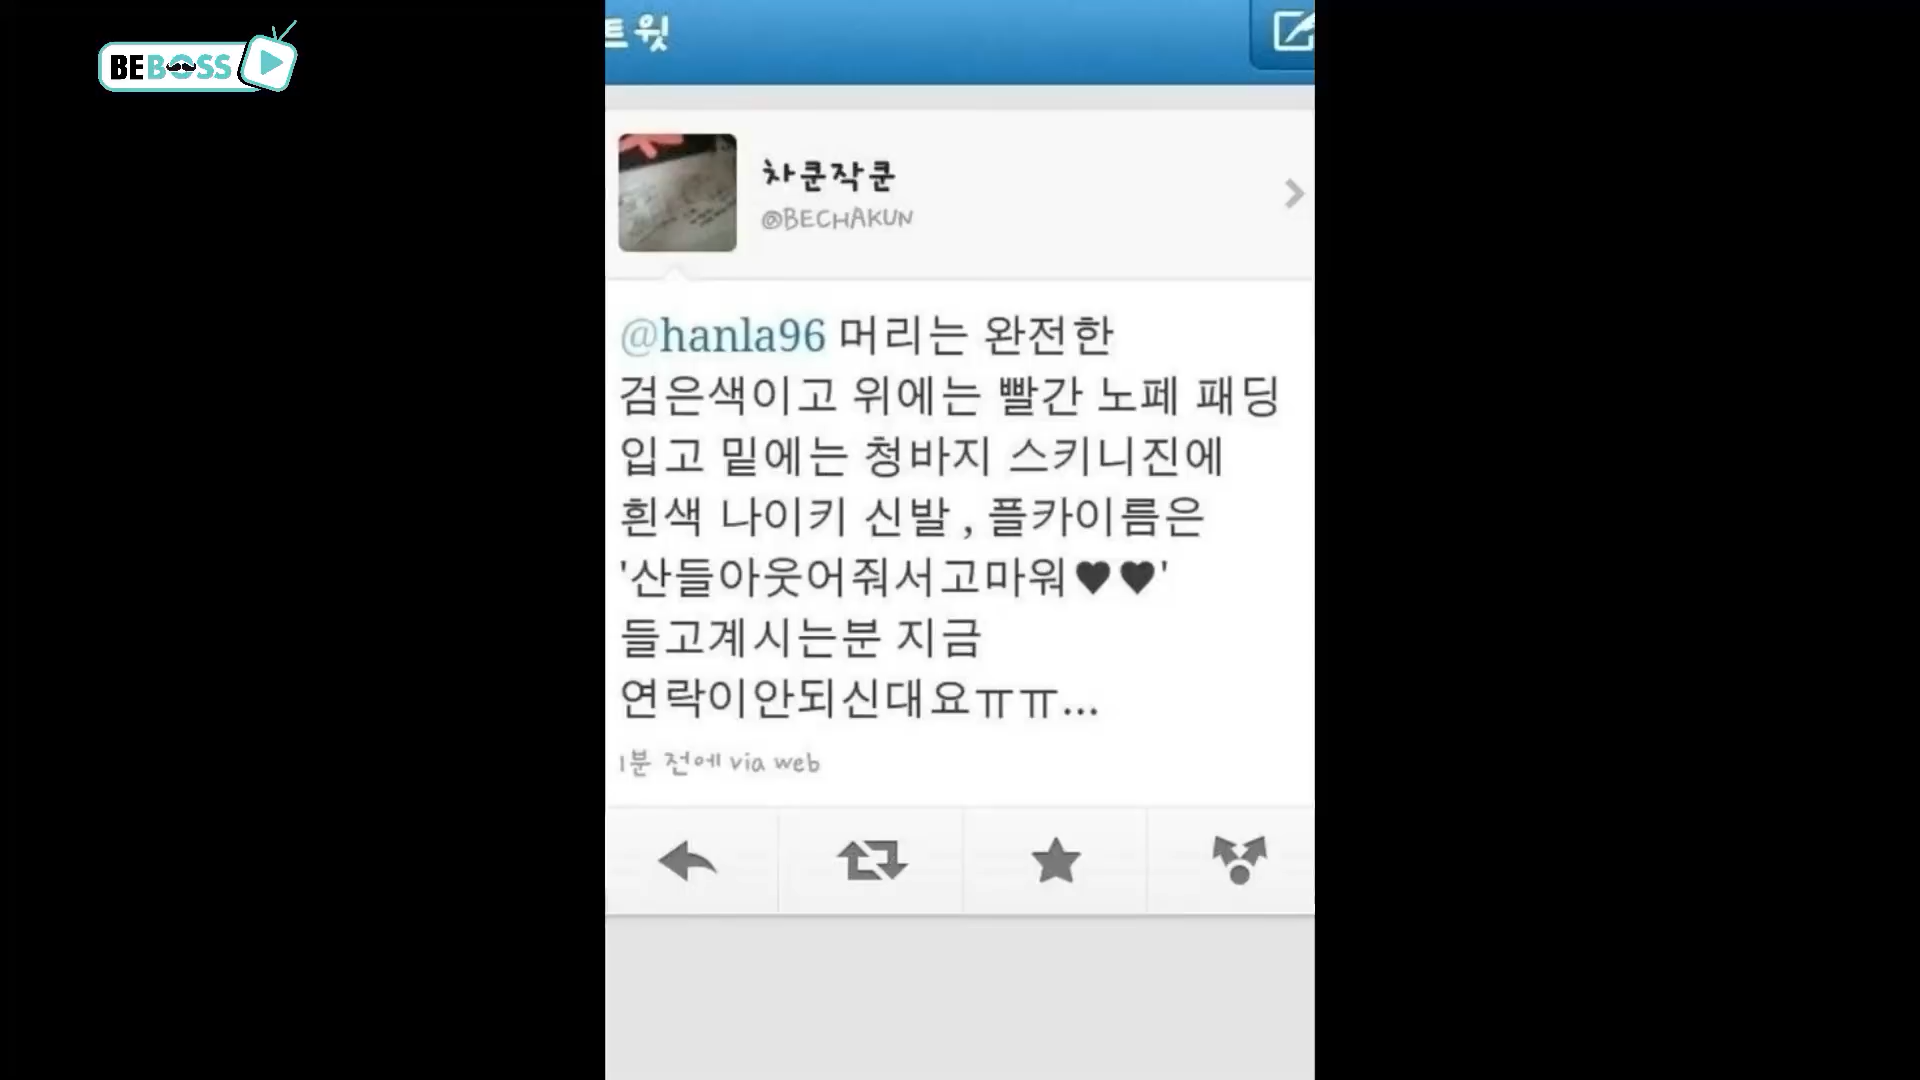 BEBOSS
트윗
차쿤작쿤
@BECHAKUN
@hanla96 머리는 완전한
검은색이고 위에는 빨간 노페 패딩
입고 밑에는 청바지 스키니진에
흰색 나이키 신발 , 플카이름은
'산들아웃어줘서고마워♥♥'
들고계시는분 지금
연락이안되신대요ㅠㅠ...
1분 전에 via web